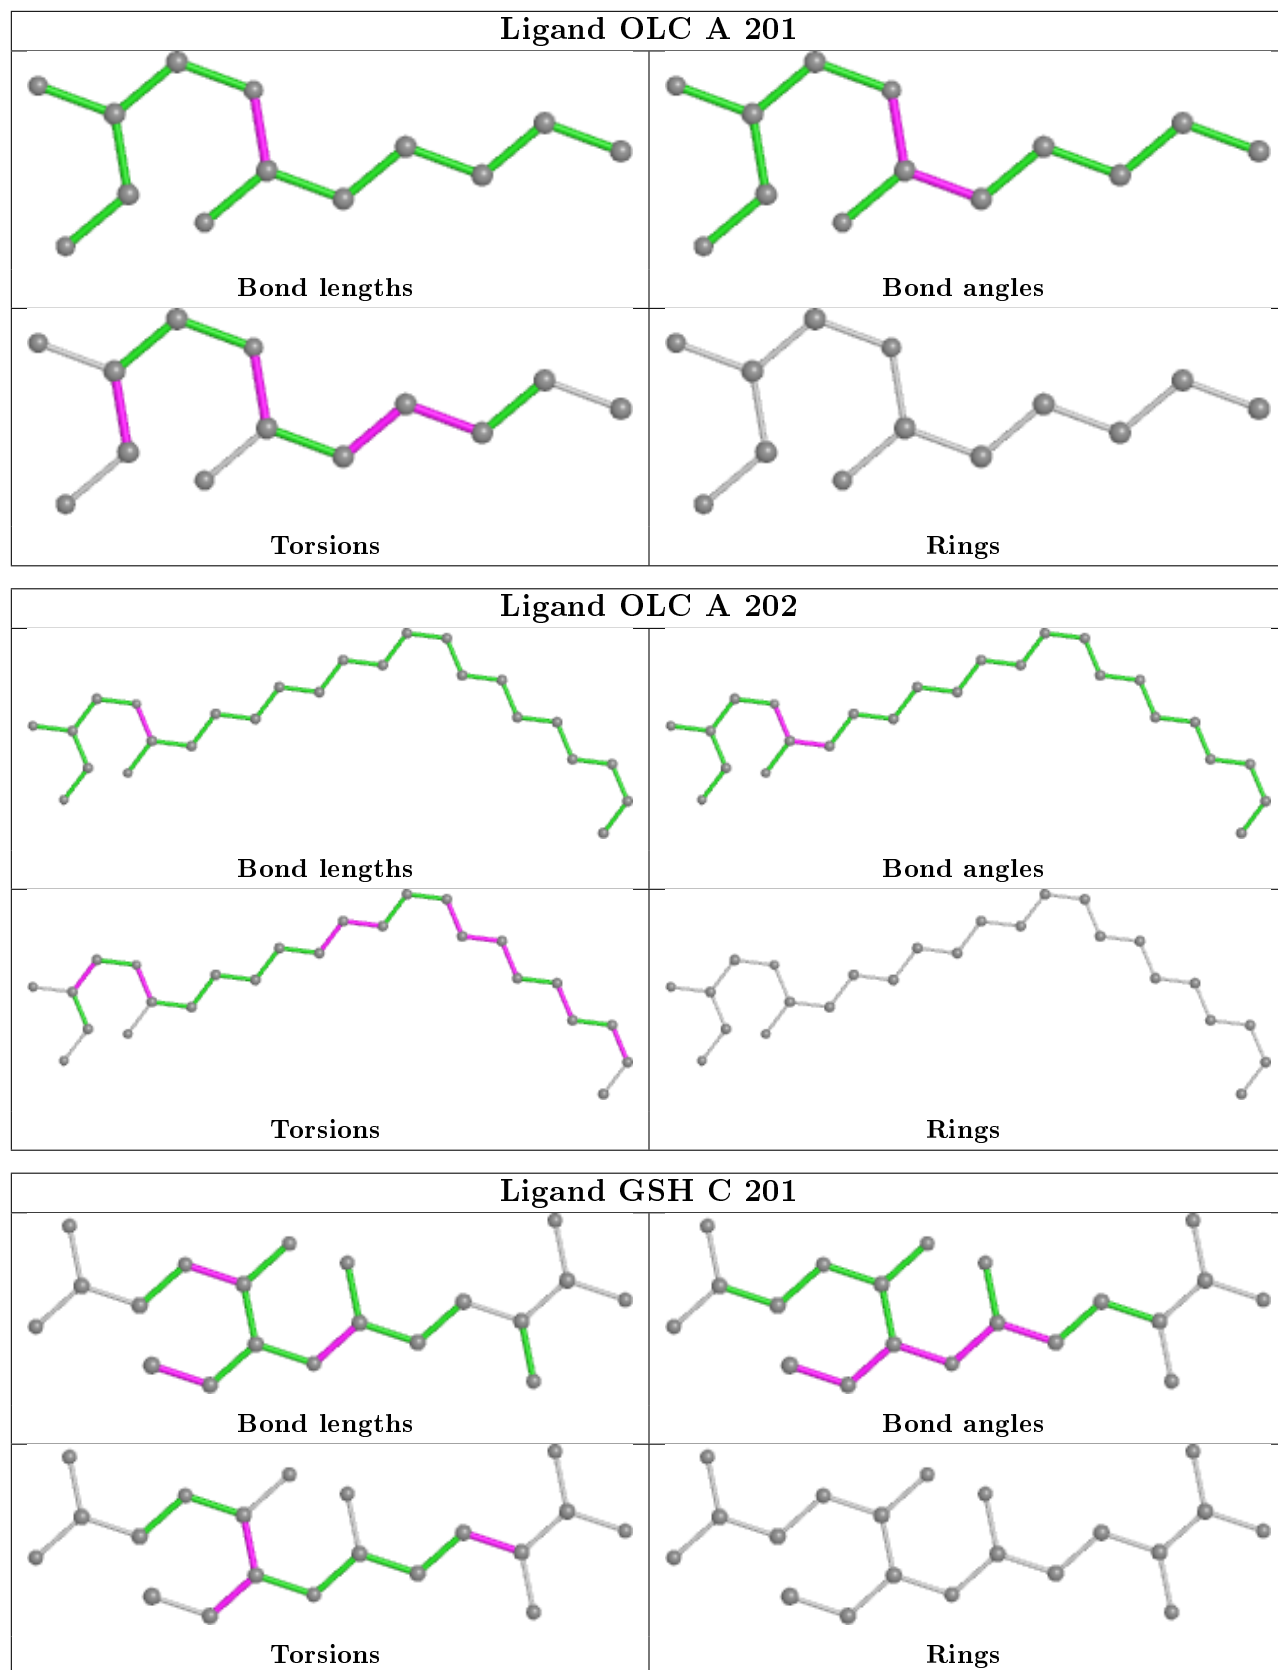 Ligand OLC A 201
Bond lengths
Bond angles
Torsions
Rings
Ligand OLC A 202
Bond lengths
Bond angles
Torsions
Rings
Ligand GSH C 201
Bond lengths
Bond angles
Torsions
Rings